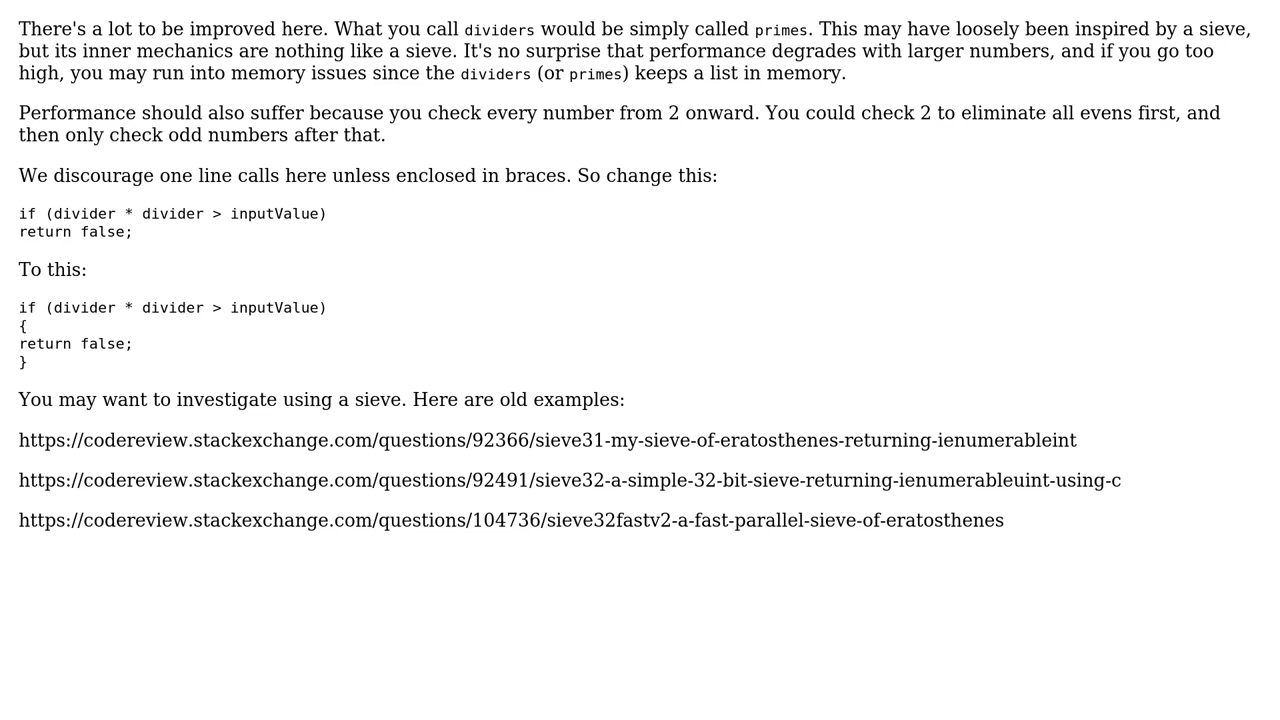 There's a lot to be improved here. What you call dividers would be simply called primes. This may have loosely been inspired by a sieve,
but its inner mechanics are nothing like a sieve. It's no surprise that performance degrades with larger numbers, and if you go too
high, you may run into memory issues since the dividers (or primes) keeps a list in memory.
Performance should also suffer because you check every number from 2 onward. You could check 2 to eliminate all evens first, and
then only check odd numbers after that.
We discourage one line calls here unless enclosed in braces. So change this:
if (divider * divider > inputValue)
return false;
To this:
if (divider * divider > inputValue)
{
return false;
}
You may want to investigate using a sieve. Here are old examples:
https://codereview.stackexchange.com/questions/92366/sieve31-my-sieve-of-eratosthenes-returning-ienumerableint
https://codereview.stackexchange.com/questions/92491/sieve32-a-simple-32-bit-sieve-returning-ienumerableuint-using-c
https://codereview.stackexchange.com/questions/104736/sieve32fastv2-a-fast-parallel-sieve-of-eratosthenes